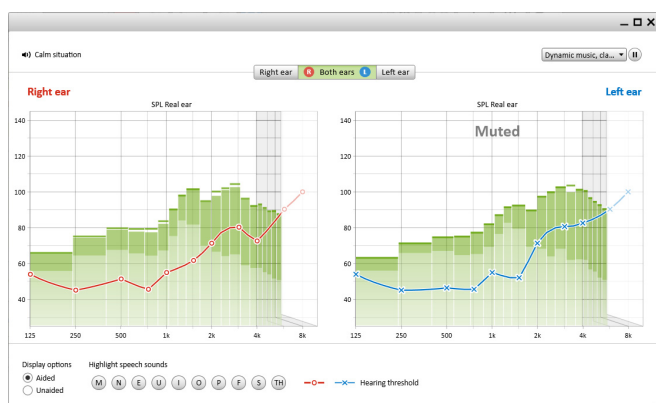 Calm situation
Dynamic music, cla...
Right ear R Both ears L Left ear
Right ear
Left ear
SPL Real ear
SPL Real ear
Muted
140
120
100
80
60
40
125 250 500 1k 2k 4k 8k
140
120
100
80
60
40
125 250 500 1k 2k 4k 8k
Display options
Highlight speech sounds
Aided
Unaided
M N E U I O P F S TH
Hearing threshold